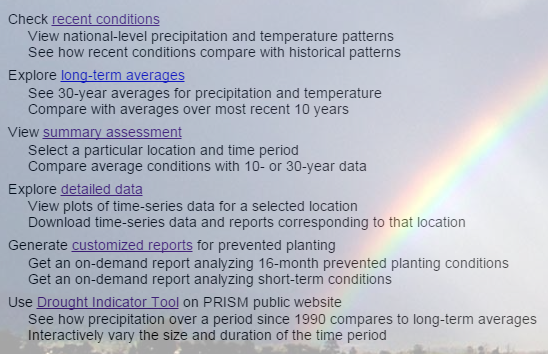 Check recent conditions
View national-level precipitation and temperature patterns
See how recent conditions compare with historical patterns
Explore long-term averages
See 30-year averages for precipitation and temperature
Compare with averages over most recent 10 years
View summary assessment
Select a particular location and time period
Compare average conditions with 10- or 30-year data
Explore detailed data
View plots of time-series data for a selected location
Download time-series data and reports corresponding to that location
Generate customized reports for prevented planting
Get an on-demand report analyzing 16-month prevented planting conditions
Get an on-demand report analyzing short-term conditions
Use Drought Indicator Tool on PRISM public website
See how precipitation over a period since 1990 compares to long-term averages
Interactively vary the size and duration of the time period